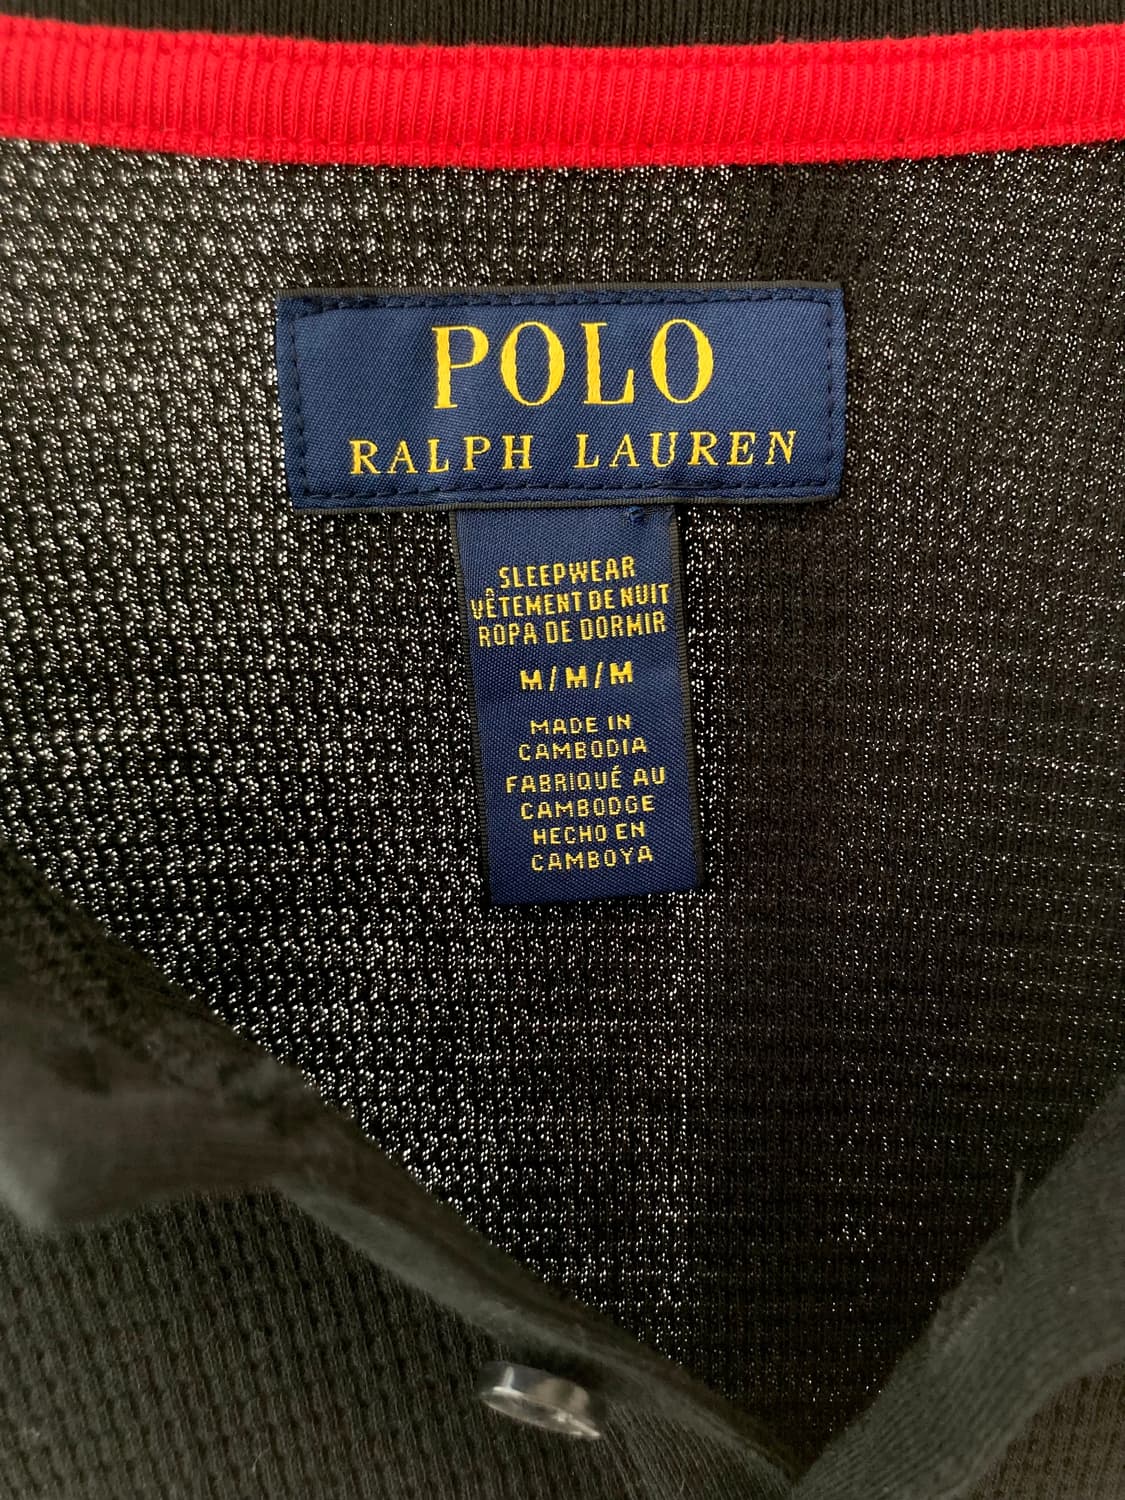 POLO
RALPH LAUREN
SLEEPWEAR
VÊTEMENT DE NUIT
ROPA DE DORMIR
M/M/M
MADE IN
CAMBODIA
FABRIQUÉ AU
CAMBODGE
HECHO EN
CAMBOYA